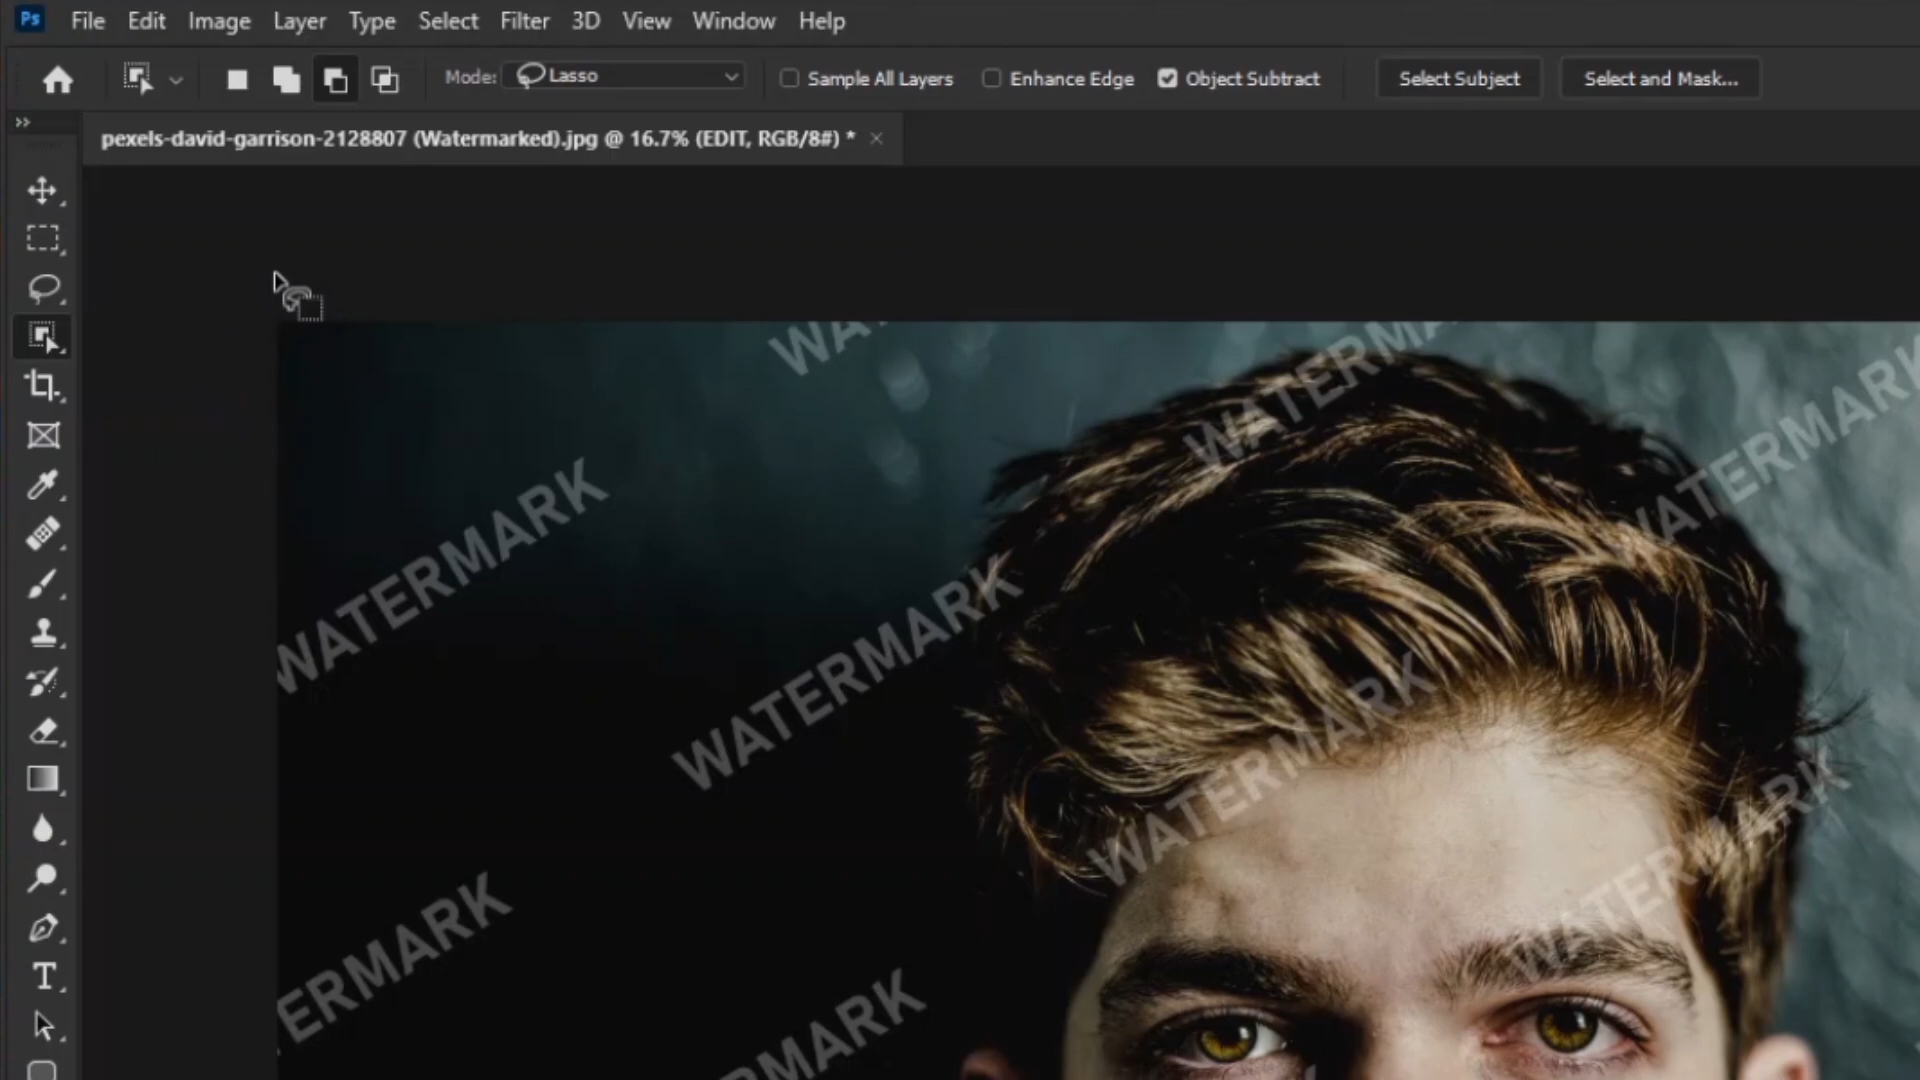 Ps File Edit Image Layer Type Select Filter 3D View Window Help
Mode: Lasso Sample All Layers Enhance Edge Object Subtract Select Subject Select and Mask...
pexels-david-garrison-2128807 (Watermarked).jpg @ 16.7% (EDIT, RGB/8#) * ×
WAT
WATERMARK
WATERMARK
WATERMARK
WATERMARK
WATERMARK
WATERMARK
ERMARK
ERMARK
T